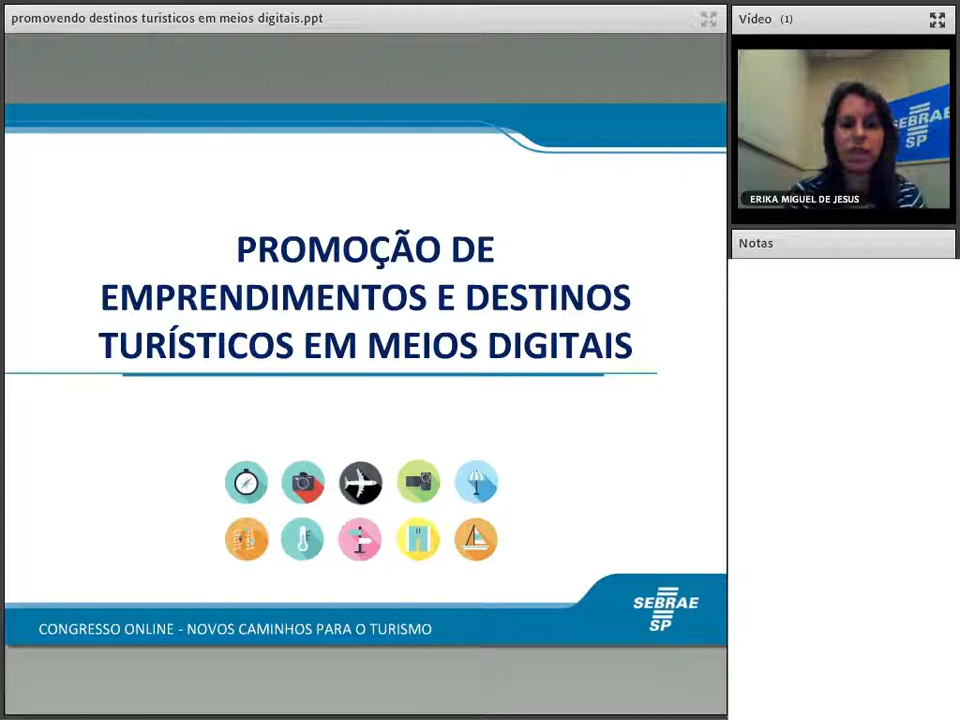 promovendo destinos turisticos em meios digitais.ppt
Vídeo (1)
SEBRAE
SP
ERIKA MIGUEL DE JESUS
Notas
PROMOÇÃO DE
EMPRENDIMENTOS E DESTINOS
TURÍSTICOS EM MEIOS DIGITAIS
SEBRAE
SP
CONGRESSO ONLINE - NOVOS CAMINHOS PARA O TURISMO